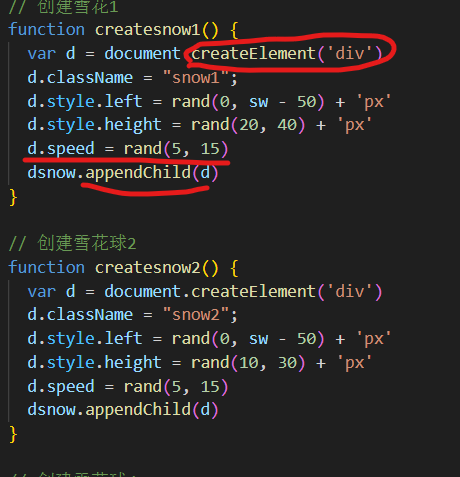 // 创建雪花1
function createsnow1() {
var d = document.createElement('div')
d.className = "snow1";
d.style.left = rand(0, sw - 50) + 'px'
d.style.height = rand(20, 40) + 'px'
d.speed = rand(5, 15)
dsnow.appendChild(d)
}
// 创建雪花球2
function createsnow2() {
var d = document.createElement('div')
d.className = "snow2";
d.style.left = rand(0, sw - 50) + 'px'
d.style.height = rand(10, 30) + 'px'
d.speed = rand(5, 15)
dsnow.appendChild(d)
}